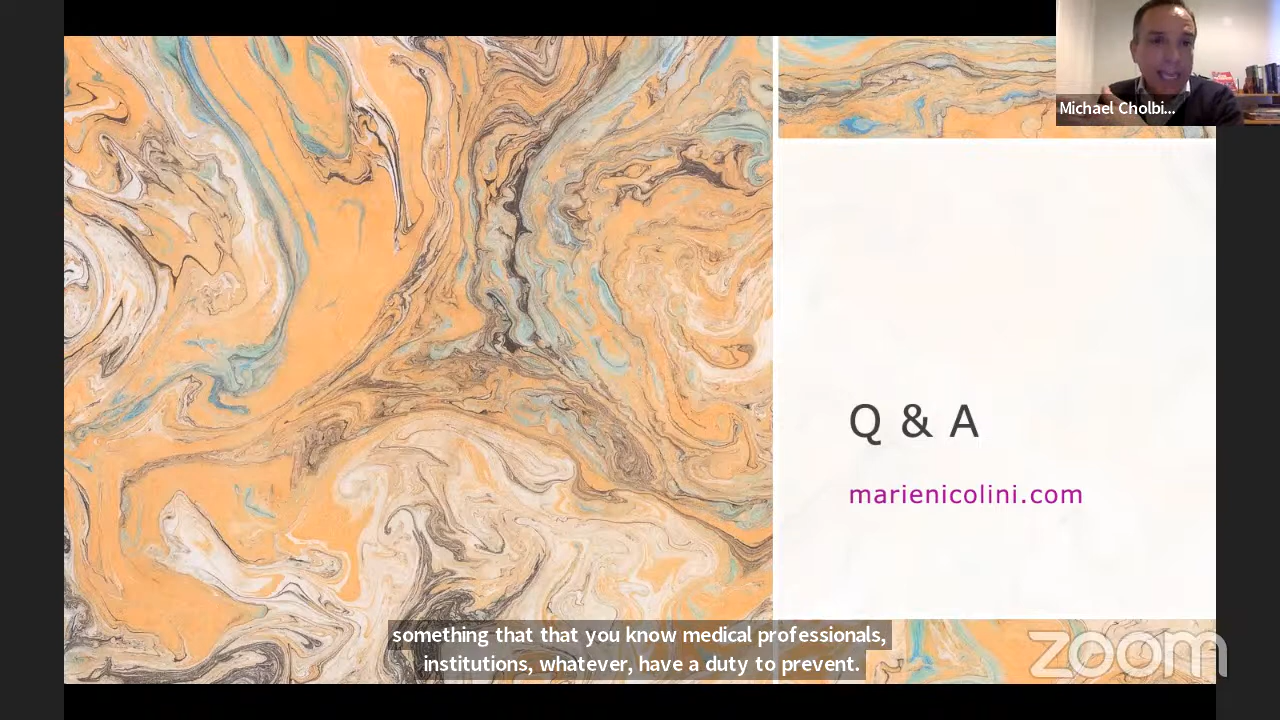 Michael Cholbi...
Q & A
marienicolini.com
something that that you know medical professionals,
institutions, whatever, have a duty to prevent.
zoom